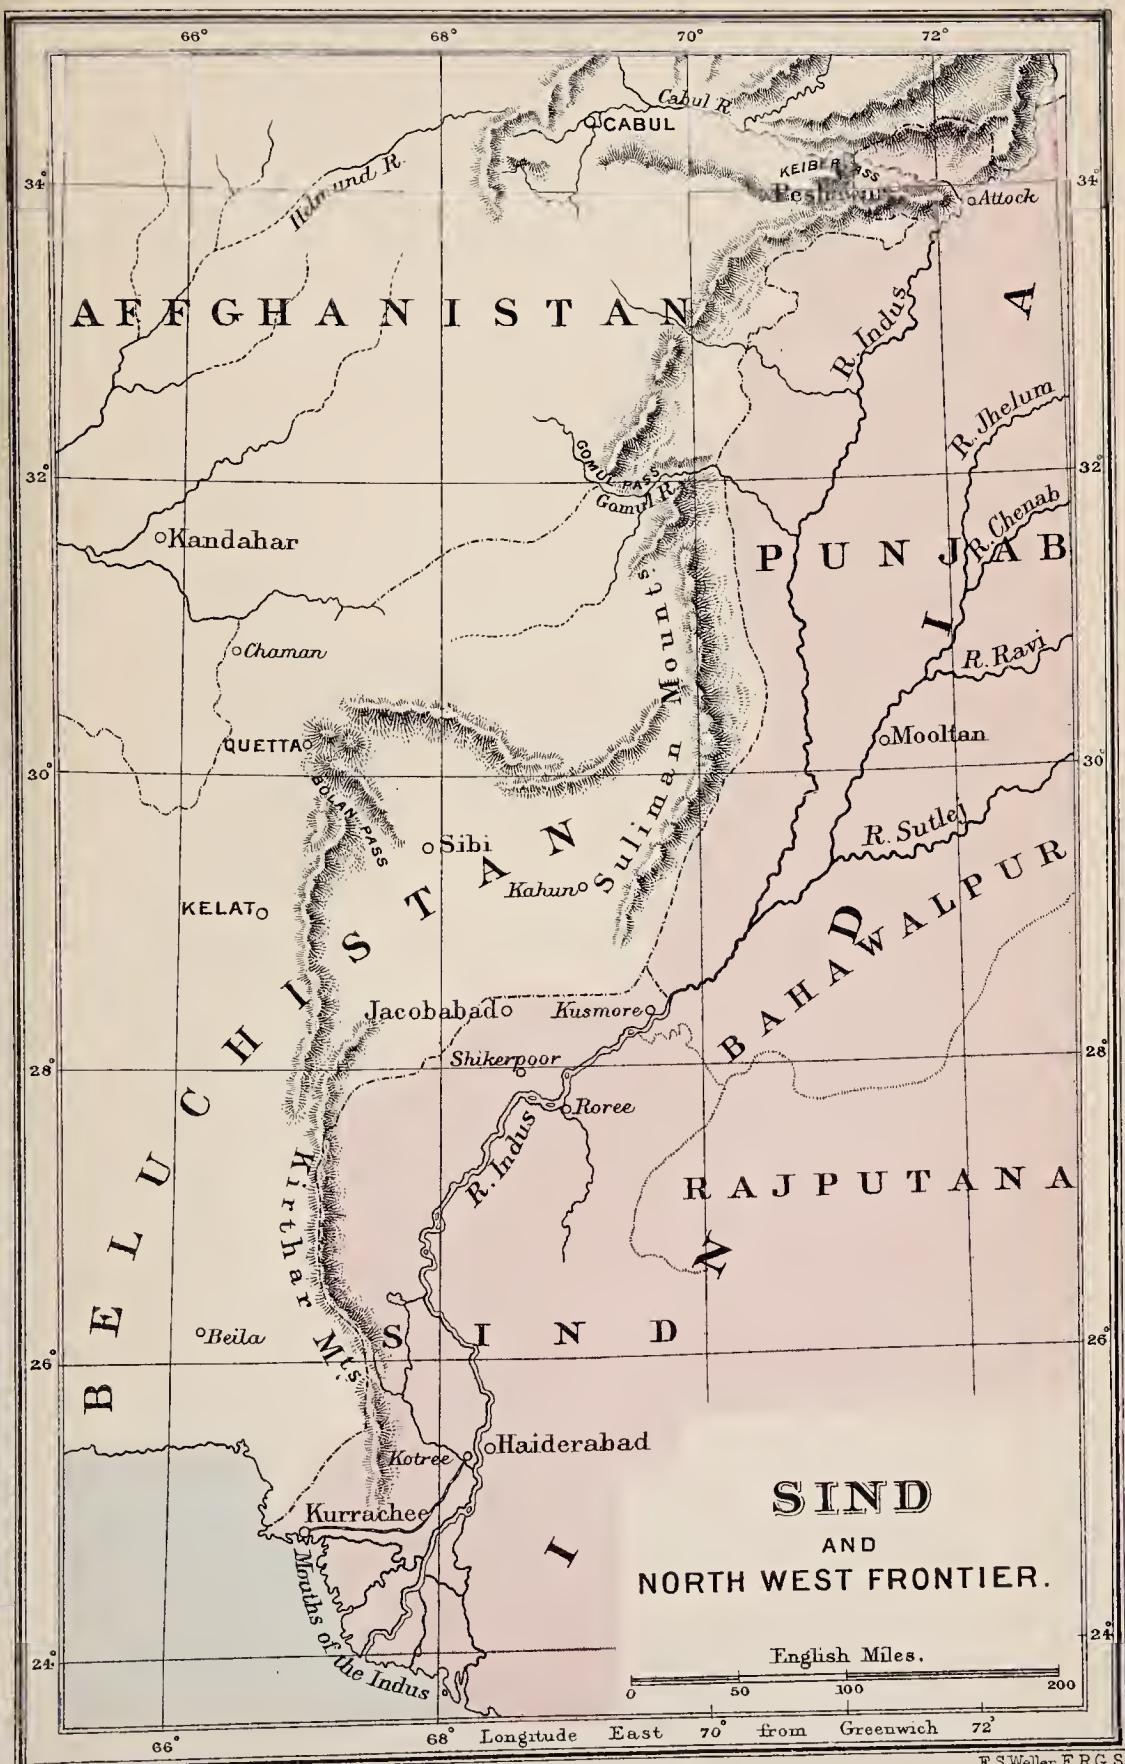 66° 68° 70° 72°
Cabul R
CABUL
KEIBER PASS
Peshawur
34° 34°
Attock
Helmund R.
AFFGHANISTAN
R. Indus
R. Jhelum
32° 32°
GOMUL PASS
Gomul R.
R. Chenab
Kandahar
PUNJAB
Chaman
Suliman Mounts.
R. Ravi
QUETTA
Mooltan
30° 30°
BOLAN PASS
Sibi
R. Sutlej
Kahun
KELAT
BELUCHISTAN
BAHAWALPUR
Jacobabad
Kusmore
Shikerpoor
28° 28°
Roree
R. Indus
Kirthar Mts.
RAJPUTANA
INDIA
Beila
SIND
26° 26°
Haiderabad
Kotree
Kurrachee
Mouths of the Indus
SIND
AND
NORTH WEST FRONTIER.
24° 24°
English Miles.
0 50 100 200
66° 68° Longitude East 70° from Greenwich 72°
F.S. Weller F.R.G.S.